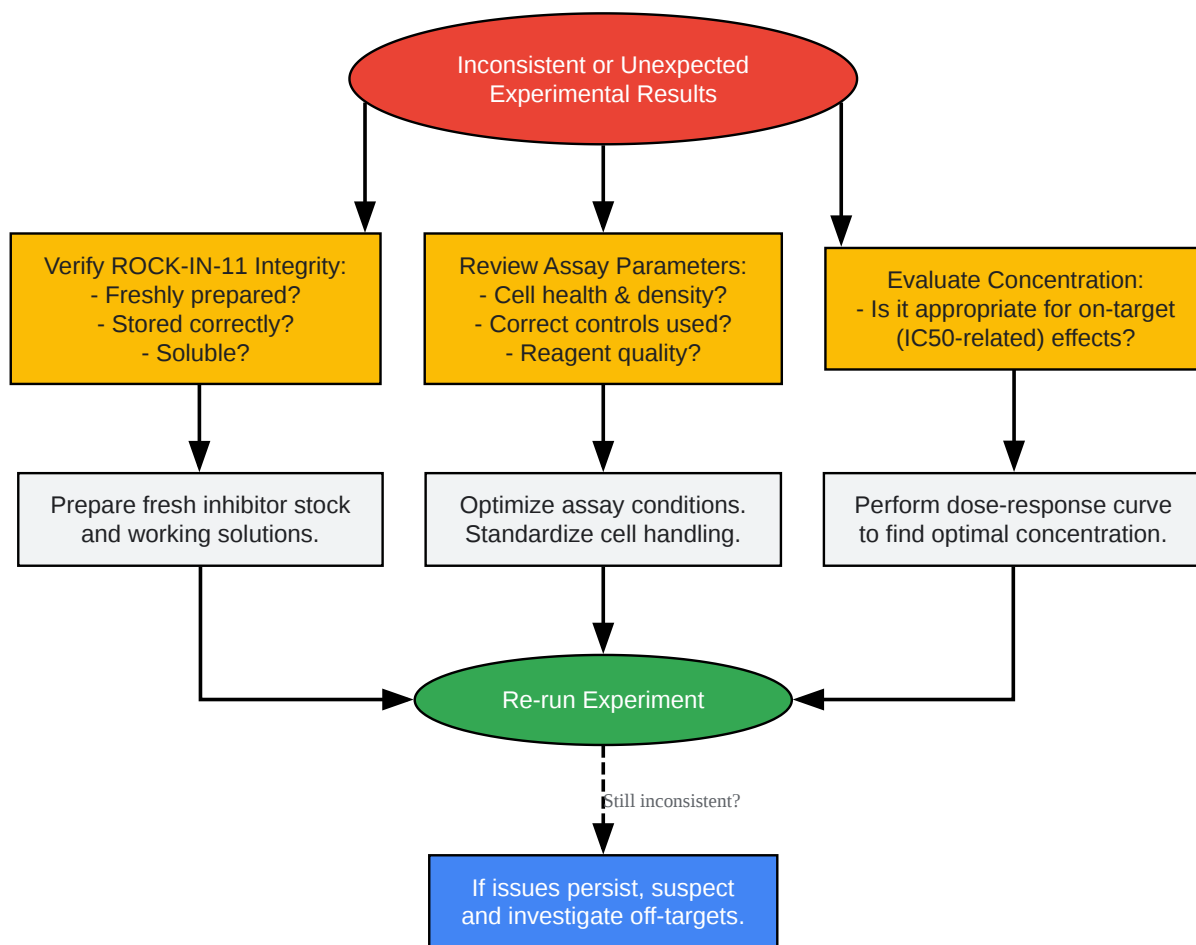 Inconsistent or Unexpected
Experimental Results
Verify ROCK-IN-11 Integrity:
- Freshly prepared?
- Stored correctly?
- Soluble?
Review Assay Parameters:
- Cell health & density?
- Correct controls used?
- Reagent quality?
Evaluate Concentration:
- Is it appropriate for on-target
(IC50-related) effects?
Prepare fresh inhibitor stock
and working solutions.
Optimize assay conditions.
Standardize cell handling.
Perform dose-response curve
to find optimal concentration.
Re-run Experiment
Still inconsistent?
If issues persist, suspect
and investigate off-targets.